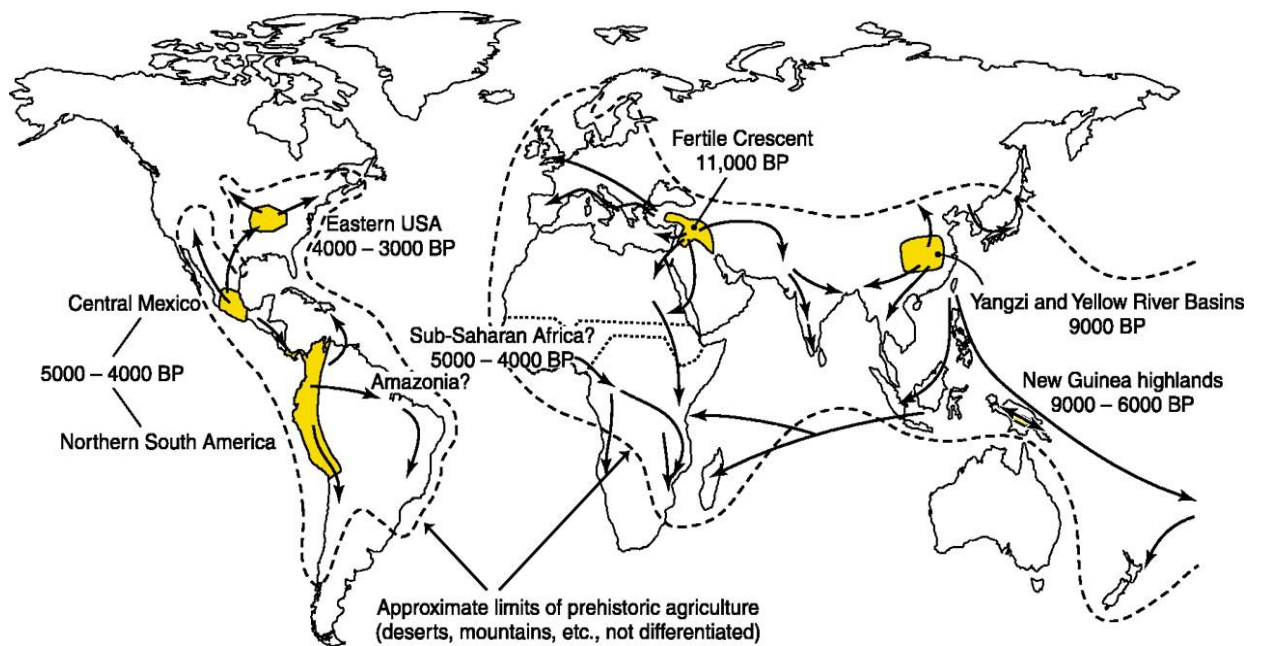 Fertile Crescent
11,000 BP
Eastern USA
4000 – 3000 BP
Central Mexico
5000 – 4000 BP
Northern South America
Amazonia?
Sub-Saharan Africa?
5000 – 4000 BP
Yangzi and Yellow River Basins
9000 BP
New Guinea highlands
9000 – 6000 BP
Approximate limits of prehistoric agriculture
(deserts, mountains, etc., not differentiated)